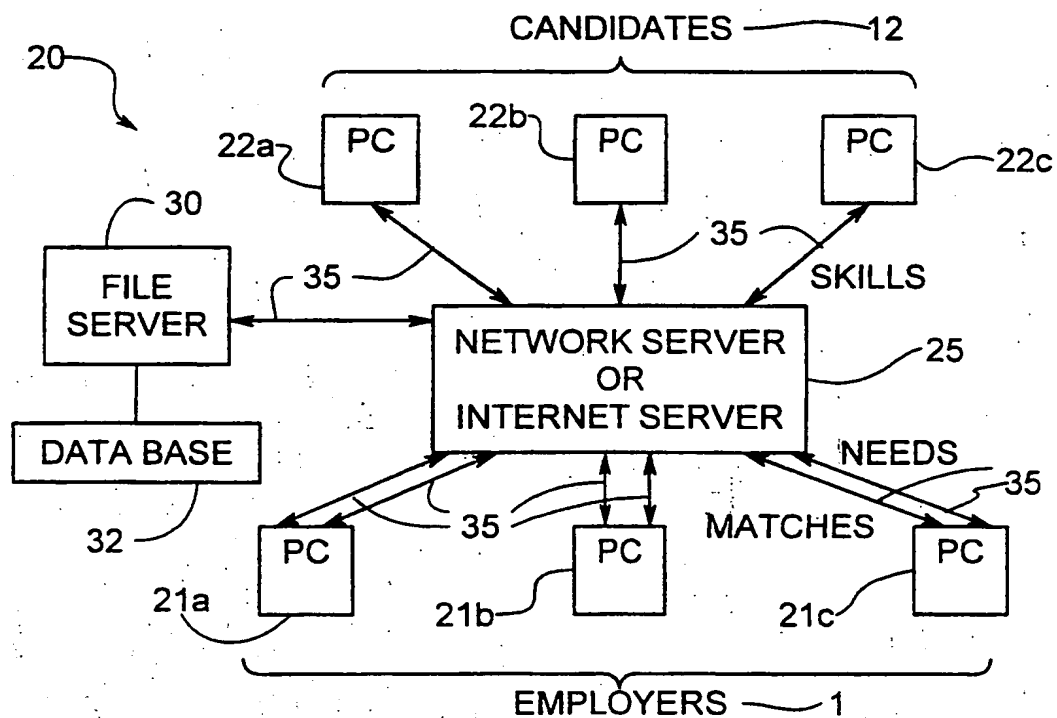 CANDIDATES 12
20
PC PC PC
22a 22b 22c
30
35 35
FILE
SERVER
SKILLS
NETWORK SERVER
OR
INTERNET SERVER
25
DATA BASE
NEEDS
32
35 35 35
MATCHES
PC PC PC
21a 21b 21c
EMPLOYERS 1